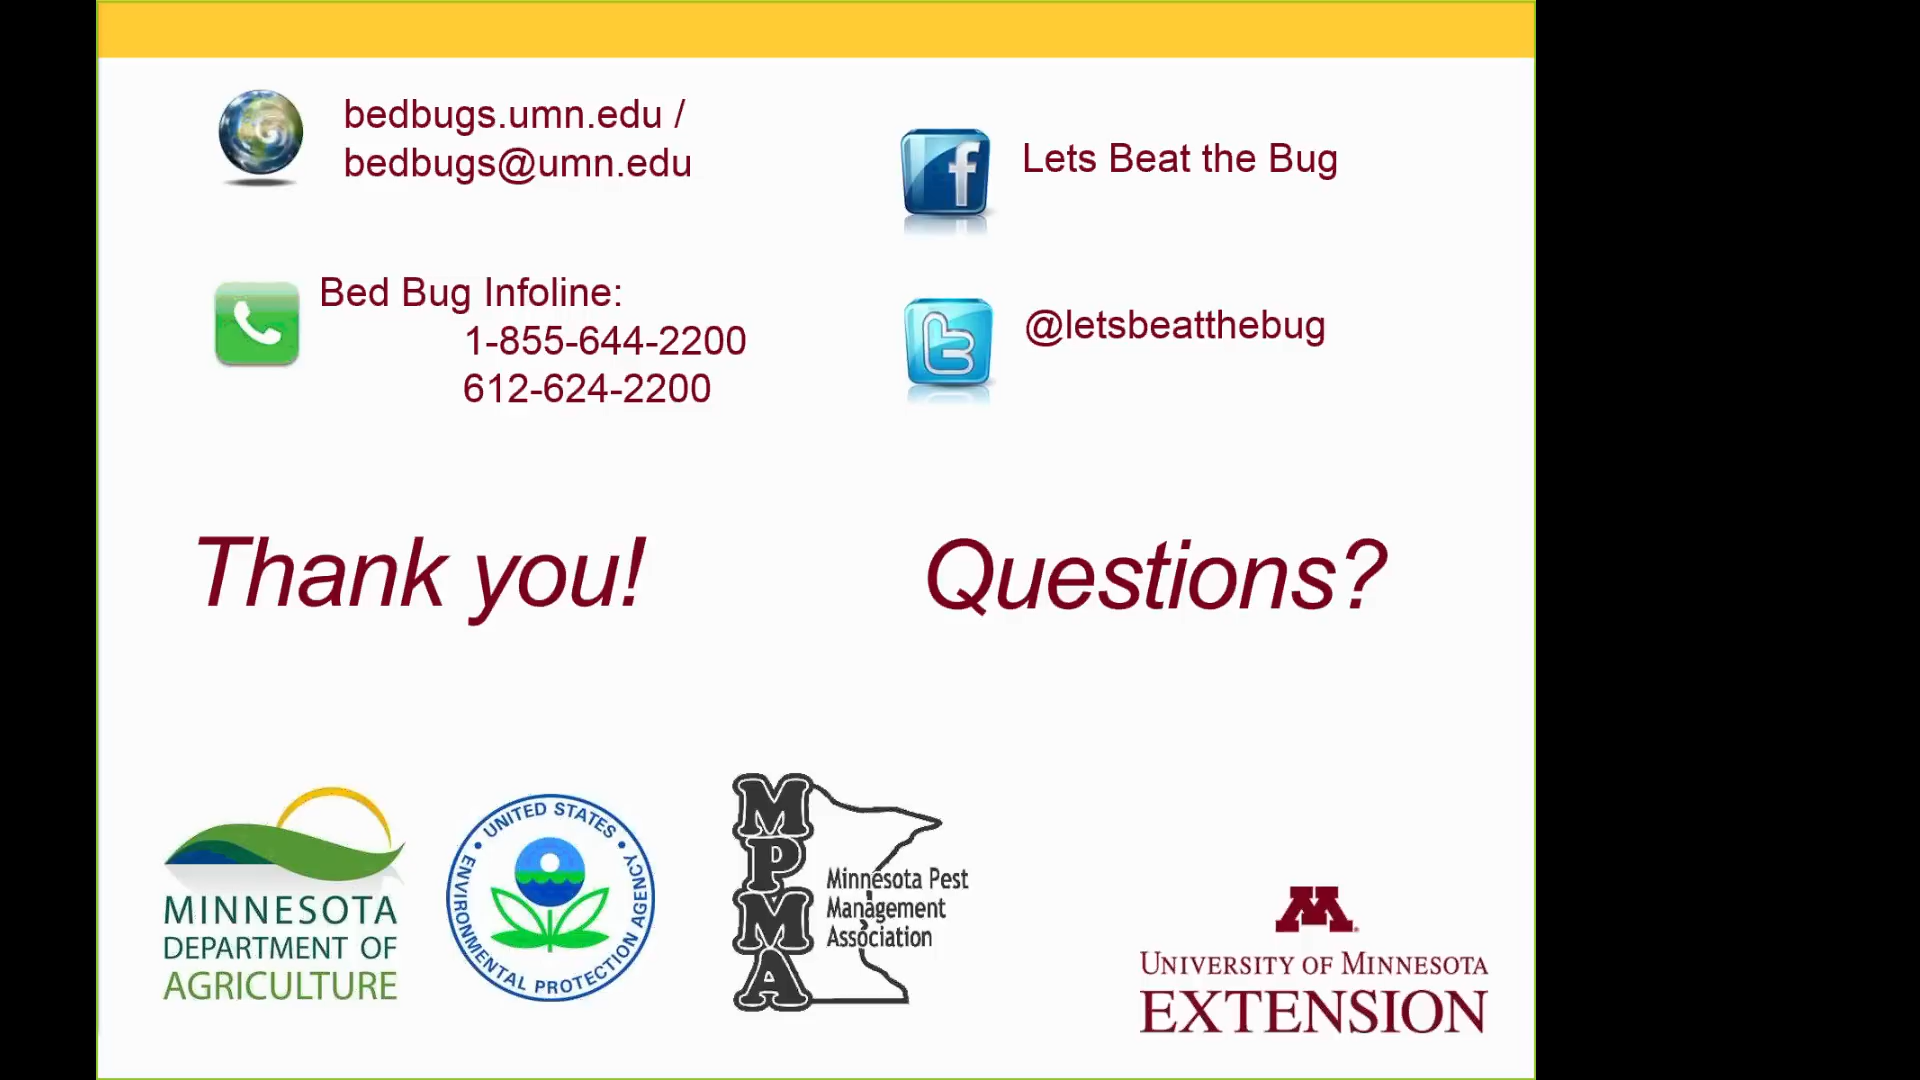 bedbugs.umn.edu /
bedbugs@umn.edu
Lets Beat the Bug
Bed Bug Infoline:
1-855-644-2200
612-624-2200
@letsbeatthebug
Thank you!
Questions?
MINNESOTA
DEPARTMENT OF
AGRICULTURE
UNITED STATES
ENVIRONMENTAL PROTECTION AGENCY
MPMA
Minnesota Pest
Management
Association
M
UNIVERSITY OF MINNESOTA
EXTENSION